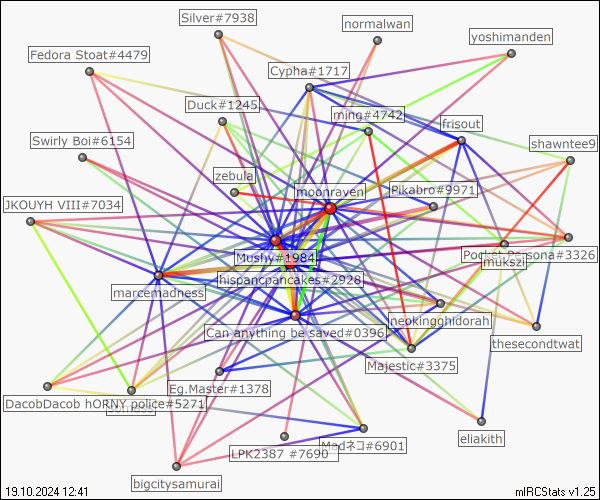 Silver#7938
normalwan
yoshimanden
Fedora Stoat#4479
Cypha#1717
Duck#1245
ming#4742
frisout
Swirly Boi#6154
shawntee9
zebula
moonraven
Pikabro#9971
JKOUYH VIII#7034
Mushy#1984
Pocket Persona#3326
mukszi
hispancpancakes#2928
marcemadness
neokingghidorah
Can anything be saved#0396
thesecondtwat
Majestic#3375
Eg.Master#1378
DacobDacob hORNY police#5271
eliakith
Madネコ#6901
LPK2387 #7690
bigcitysamurai
19.10.2024 12:41
mIRCStats v1.25